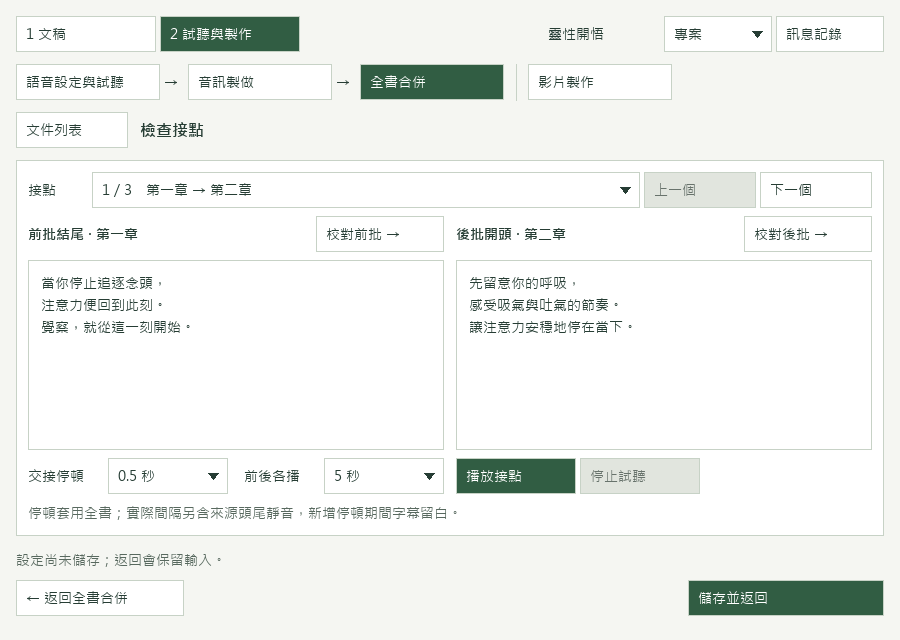 1 文稿
2 試聽與製作
靈性開悟
專案
訊息記錄
語音設定與試聽
→
音訊製做
→
全書合併
影片製作
文件列表
檢查接點
接點
1 / 3 第一章 → 第二章
上一個
下一個
前批結尾 · 第一章
校對前批 →
後批開頭 · 第二章
校對後批 →
當你停止追逐念頭，
注意力便回到此刻。
覺察，就從這一刻開始。
先留意你的呼吸，
感受吸氣與吐氣的節奏。
讓注意力安穩地停在當下。
交接停頓
0.5 秒
前後各播
5 秒
播放接點
停止試聽
停頓套用全書；實際間隔另含來源頭尾靜音，新增停頓期間字幕留白。
設定尚未儲存；返回會保留輸入。
← 返回全書合併
儲存並返回